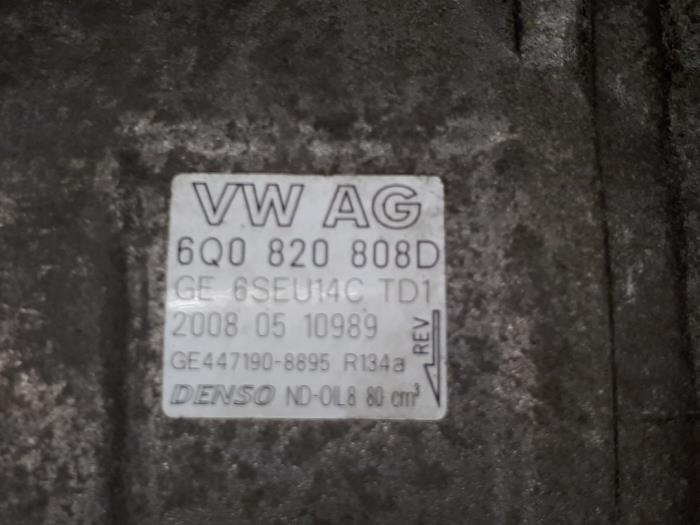 VW AG
6Q0 820 808D
GE 6SEU14C TD1
2008 05 10989
REV
GE447190-8895 R134a
DENSO ND-OIL8 80 cm³